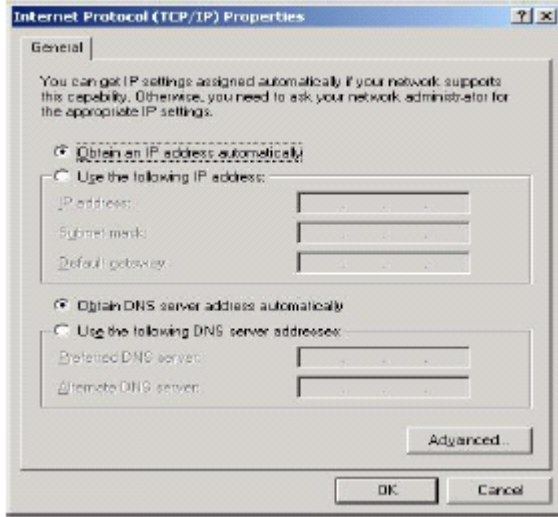 Internet Protocol (TCP/IP) Properties
General
You can get IP settings assigned automatically if your network supports
this capability. Otherwise, you need to ask your network administrator for
the appropriate IP settings.
Obtain an IP address automatically
Use the following IP address:
IP address:
Subnet mask:
Default gateway:
Obtain DNS server address automatically
Use the following DNS server addresses:
Preferred DNS server:
Alternate DNS server:
Advanced...
OK
Cancel